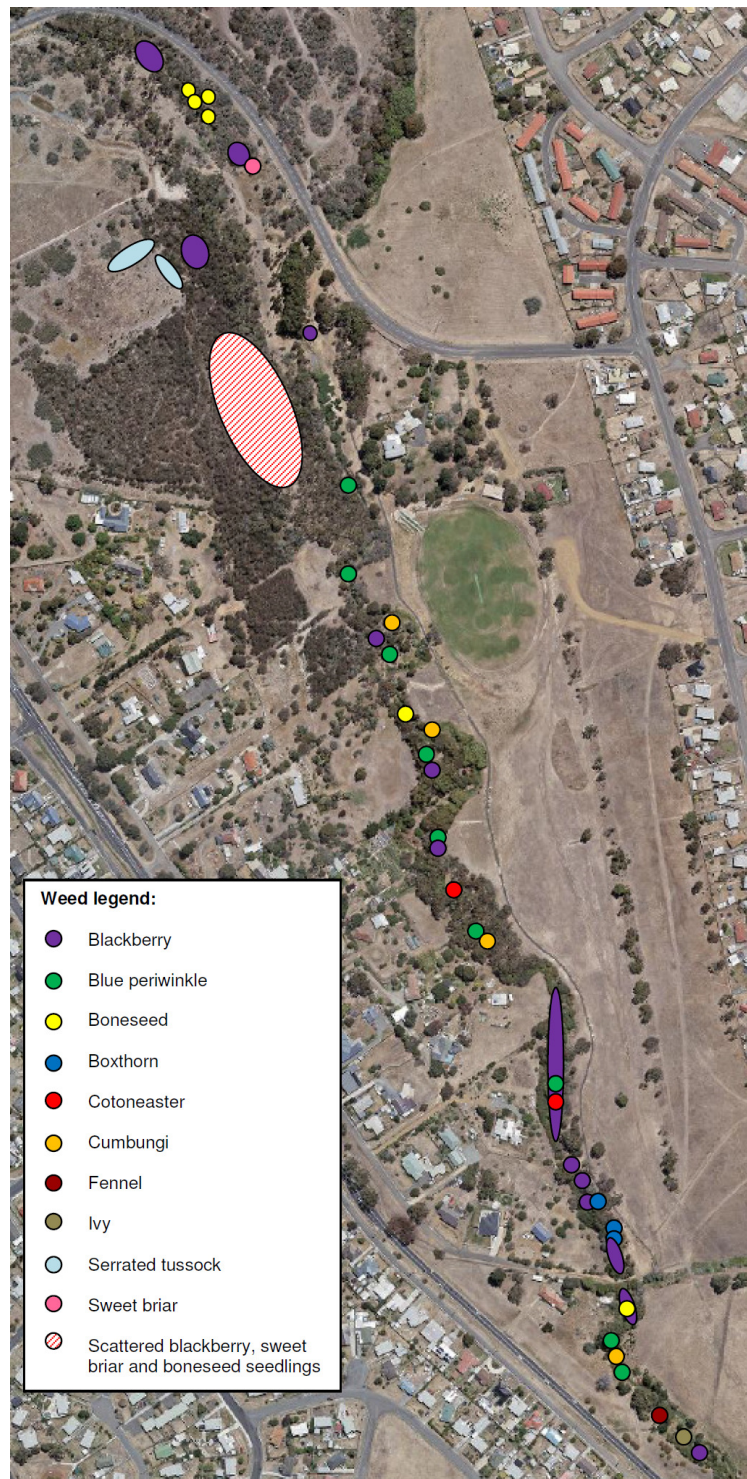 Weed legend:
Blackberry
Blue periwinkle
Boneseed
Boxthorn
Cotoneaster
Cumbungi
Fennel
Ivy
Serrated tussock
Sweet briar
Scattered blackberry, sweet
briar and boneseed seedlings